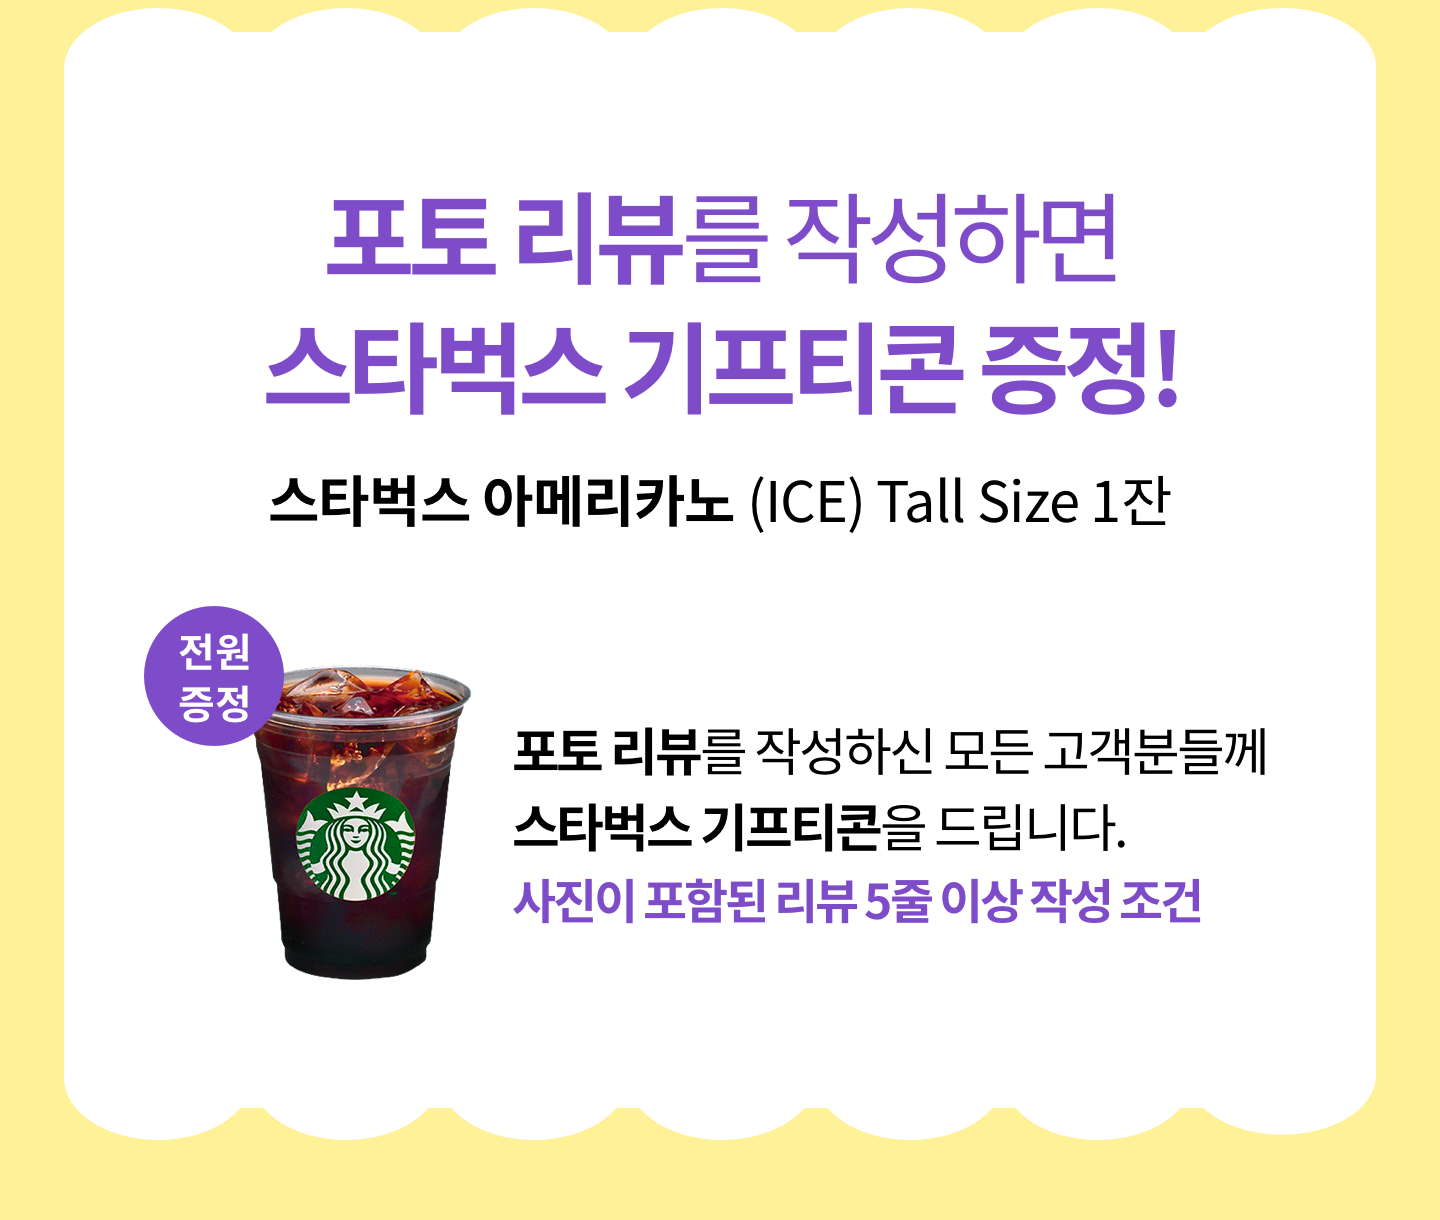 포토 리뷰를 작성하면
스타벅스 기프티콘 증정!
스타벅스 아메리카노 (ICE) Tall Size 1잔
전원
증정
포토 리뷰를 작성하신 모든 고객분들께
스타벅스 기프티콘을 드립니다.
사진이 포함된 리뷰 5줄 이상 작성 조건